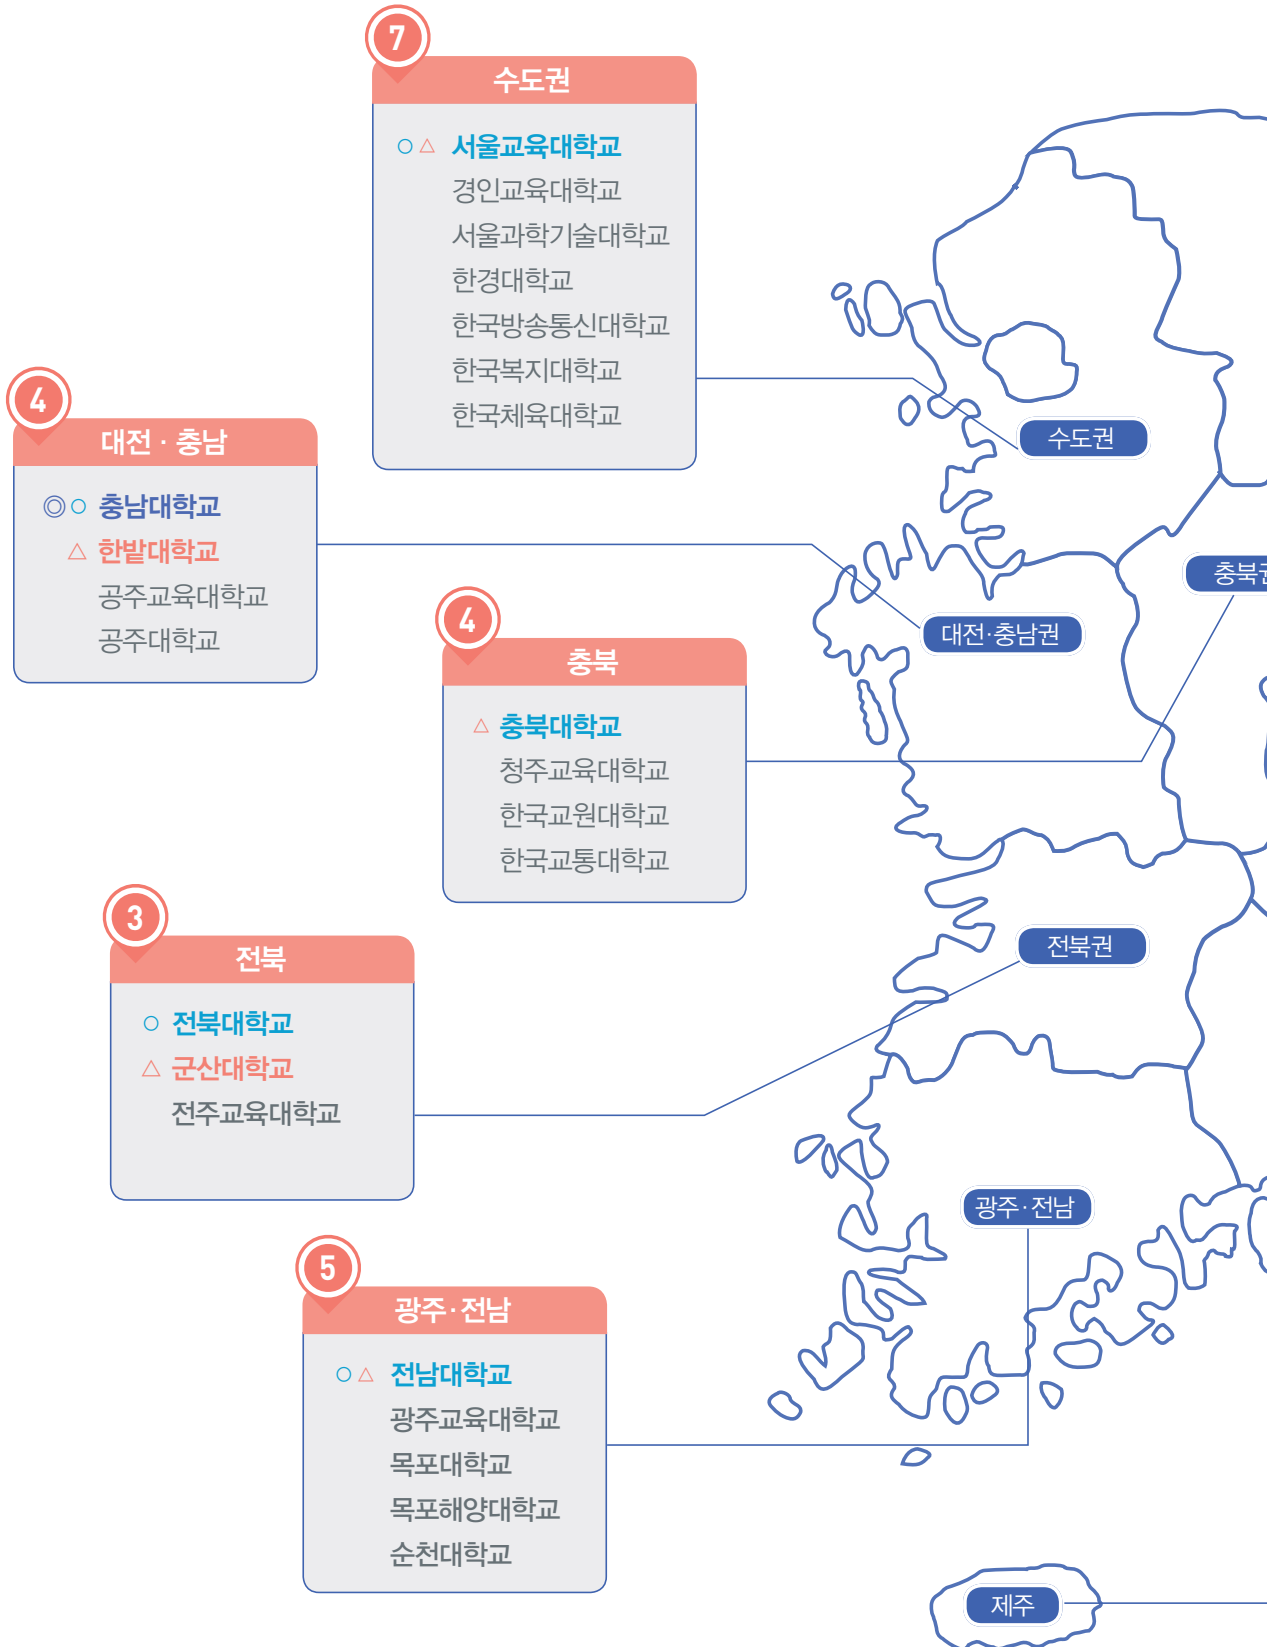 7
수도권
○△ 서울교육대학교
경인교육대학교
서울과학기술대학교
한경대학교
한국방송통신대학교
한국복지대학교
한국체육대학교
4
대전 · 충남
◎○ 충남대학교
△ 한밭대학교
공주교육대학교
공주대학교
4
충북
△ 충북대학교
청주교육대학교
한국교원대학교
한국교통대학교
3
전북
○ 전북대학교
△ 군산대학교
전주교육대학교
5
광주·전남
○△ 전남대학교
광주교육대학교
목포대학교
목포해양대학교
순천대학교
수도권
충북권
대전·충남권
전북권
광주·전남
제주